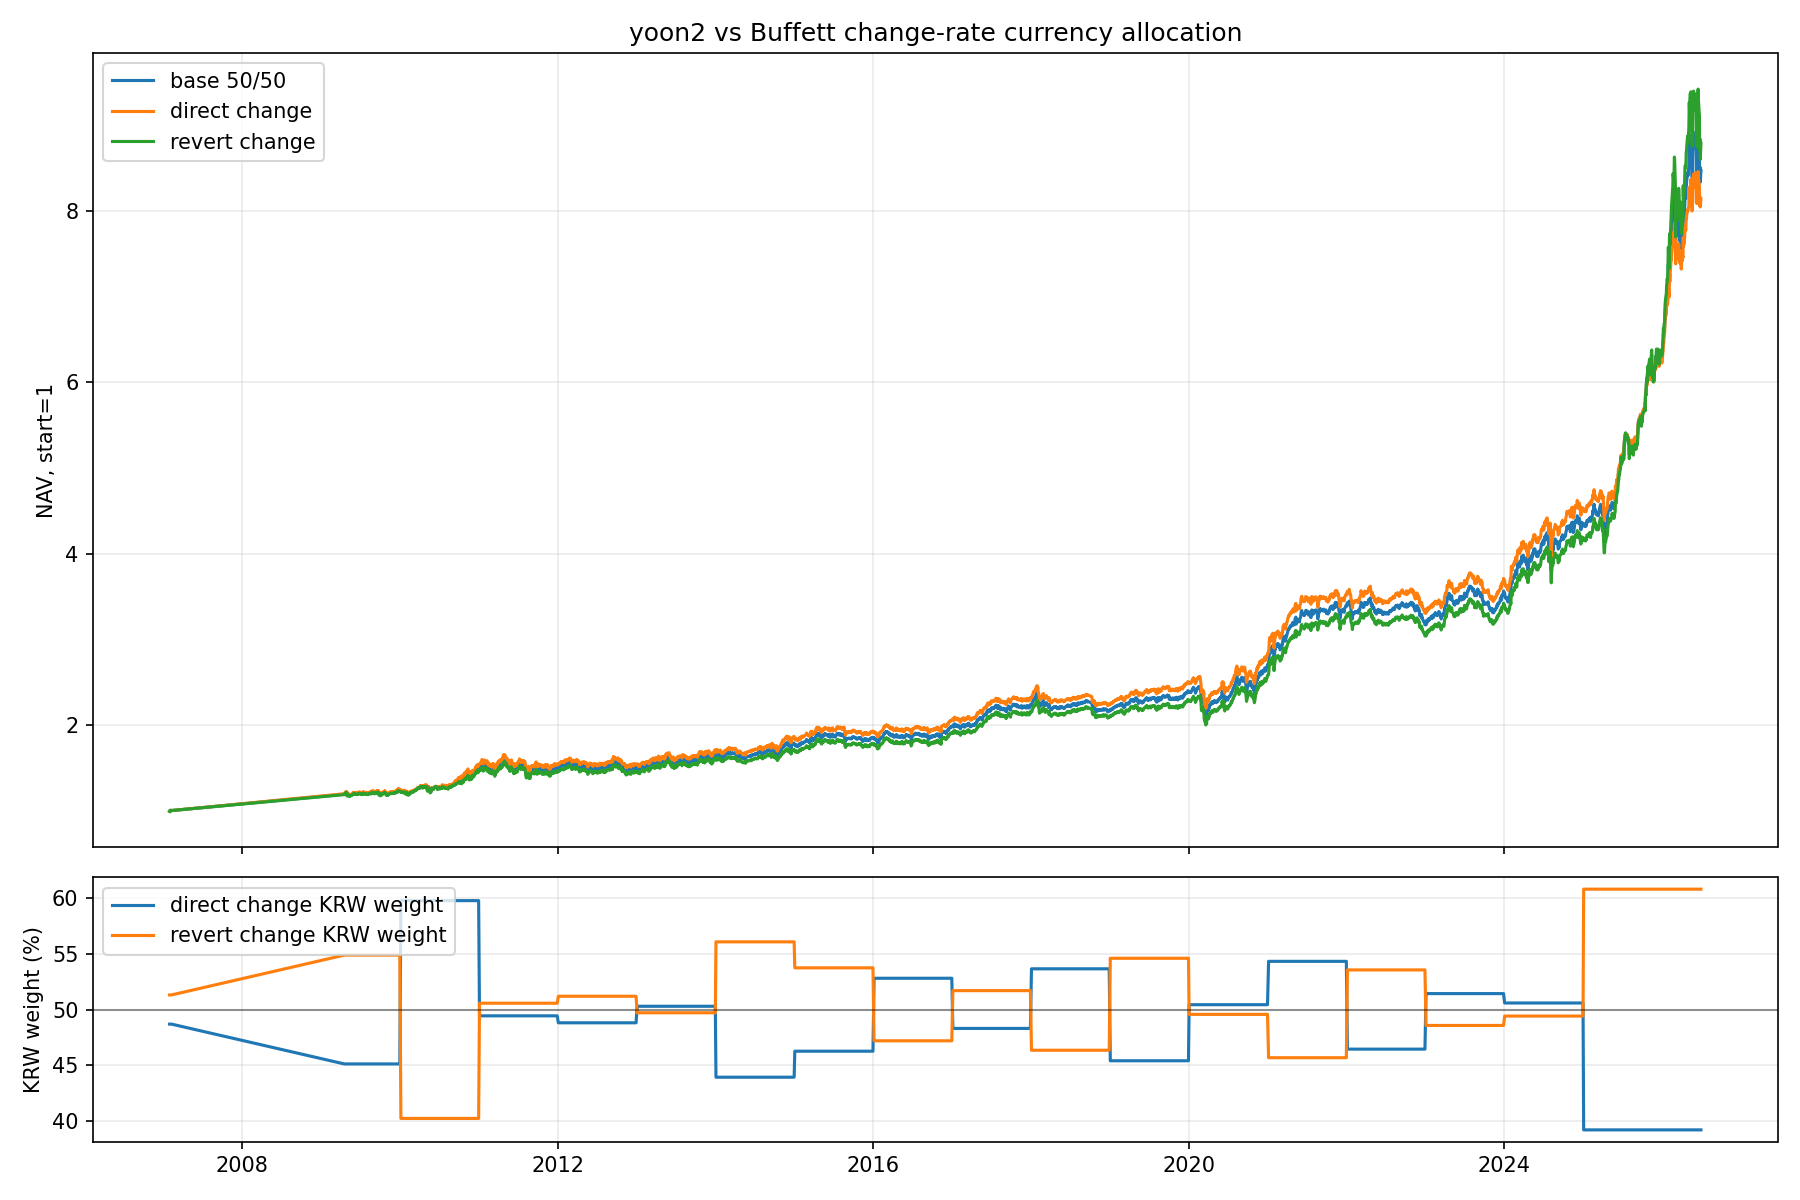 yoon2 vs Buffett change-rate currency allocation
base 50/50
direct change
revert change
NAV, start=1
8
6
4
2
direct change KRW weight
revert change KRW weight
KRW weight (%)
60
55
50
45
40
2008 2012 2016 2020 2024